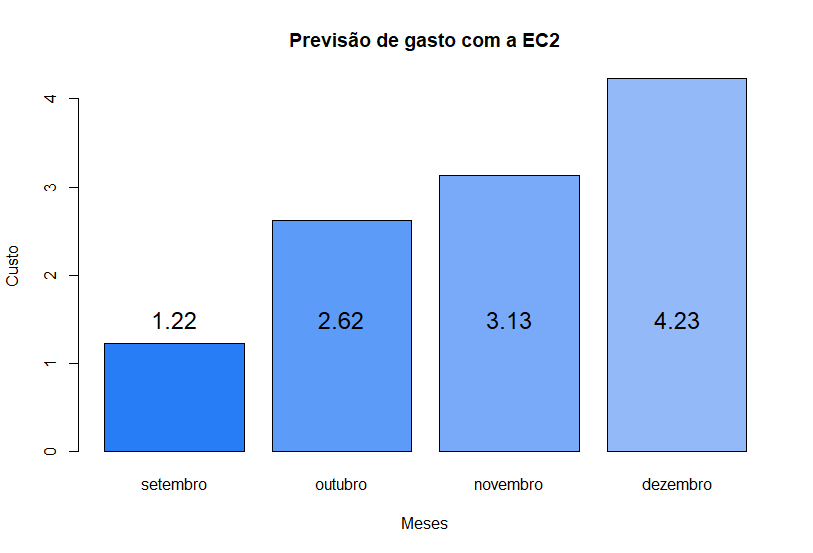 Previsão de gasto com a EC2
Custo
4
3
2
1
0
1.22
2.62
3.13
4.23
setembro
outubro
novembro
dezembro
Meses